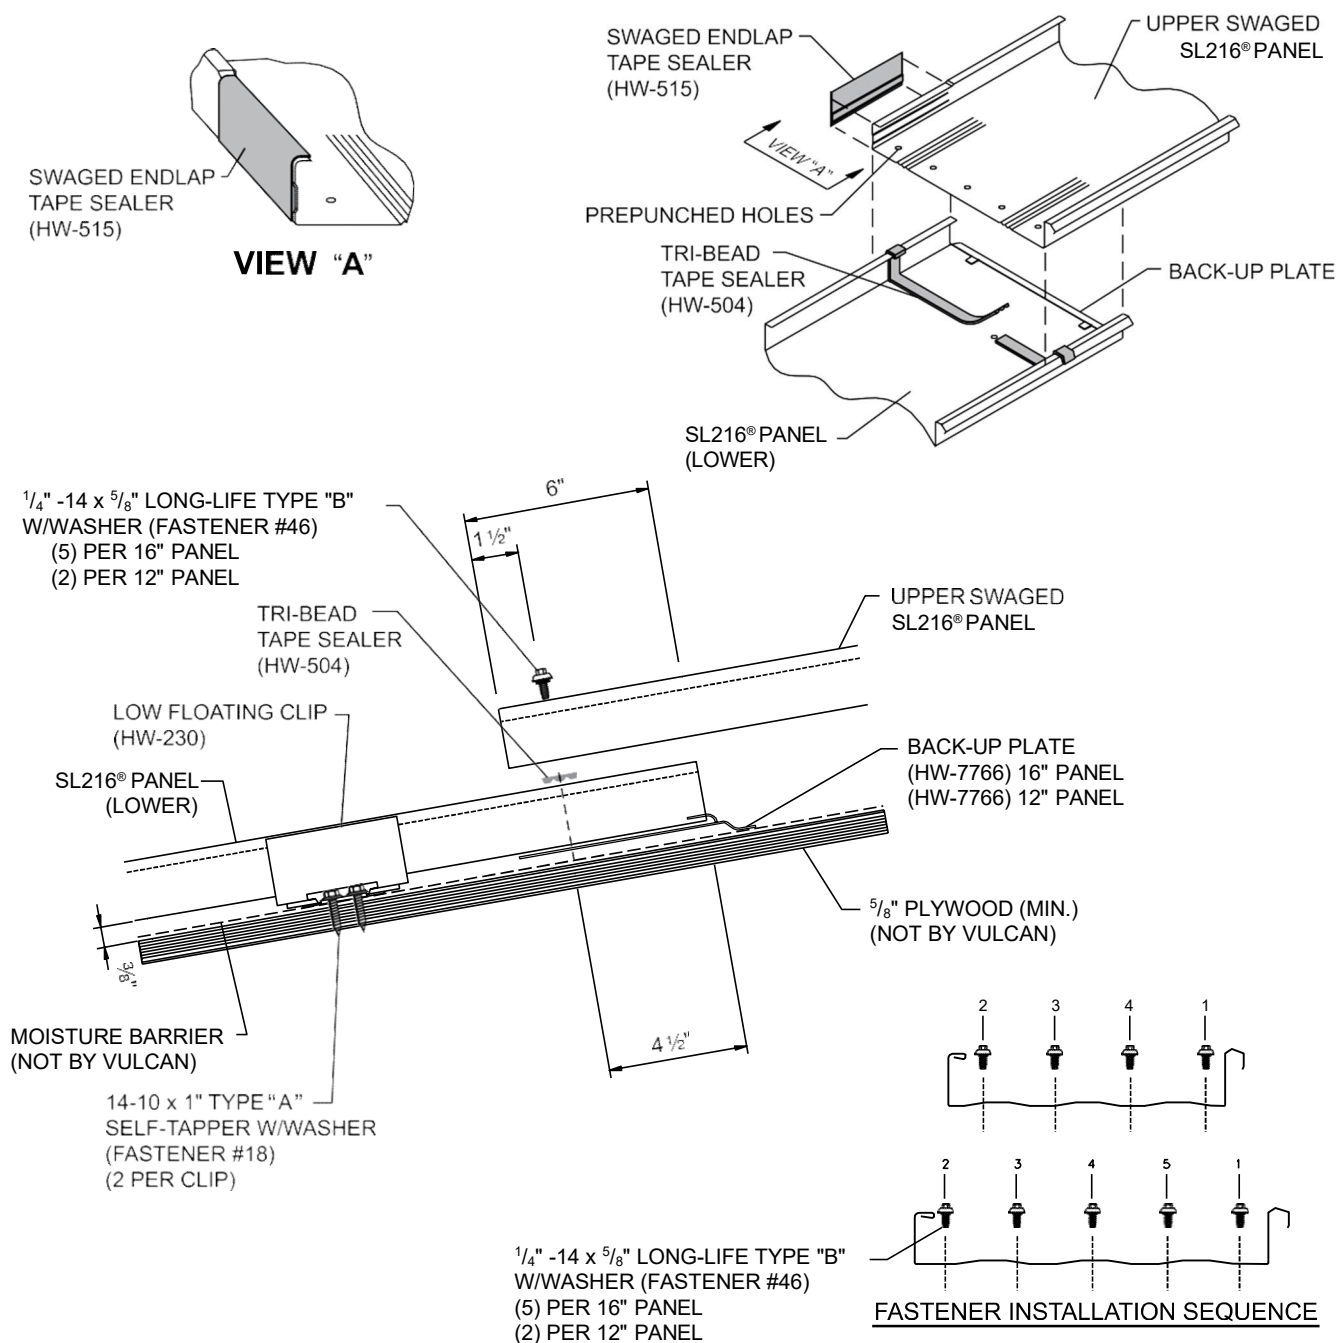 SWAGED ENDLAP
TAPE SEALER
(HW-515)
VIEW "A"
SWAGED ENDLAP
TAPE SEALER
(HW-515)
UPPER SWAGED
SL216® PANEL
VIEW "A"
PREPUNCHED HOLES
TRI-BEAD
TAPE SEALER
(HW-504)
BACK-UP PLATE
SL216® PANEL
(LOWER)
1/4" -14 x 5/8" LONG-LIFE TYPE "B"
W/WASHER (FASTENER #46)
(5) PER 16" PANEL
(2) PER 12" PANEL
6"
1 1/2"
TRI-BEAD
TAPE SEALER
(HW-504)
UPPER SWAGED
SL216® PANEL
LOW FLOATING CLIP
(HW-230)
SL216® PANEL
(LOWER)
BACK-UP PLATE
(HW-7766) 16" PANEL
(HW-7766) 12" PANEL
5/8" PLYWOOD (MIN.)
(NOT BY VULCAN)
3/8"
MOISTURE BARRIER
(NOT BY VULCAN)
4 1/2"
14-10 x 1" TYPE "A"
SELF-TAPPER W/WASHER
(FASTENER #18)
(2 PER CLIP)
2 3 4 1
2 3 4 5 1
1/4" -14 x 5/8" LONG-LIFE TYPE "B"
W/WASHER (FASTENER #46)
(5) PER 16" PANEL
(2) PER 12" PANEL
FASTENER INSTALLATION SEQUENCE